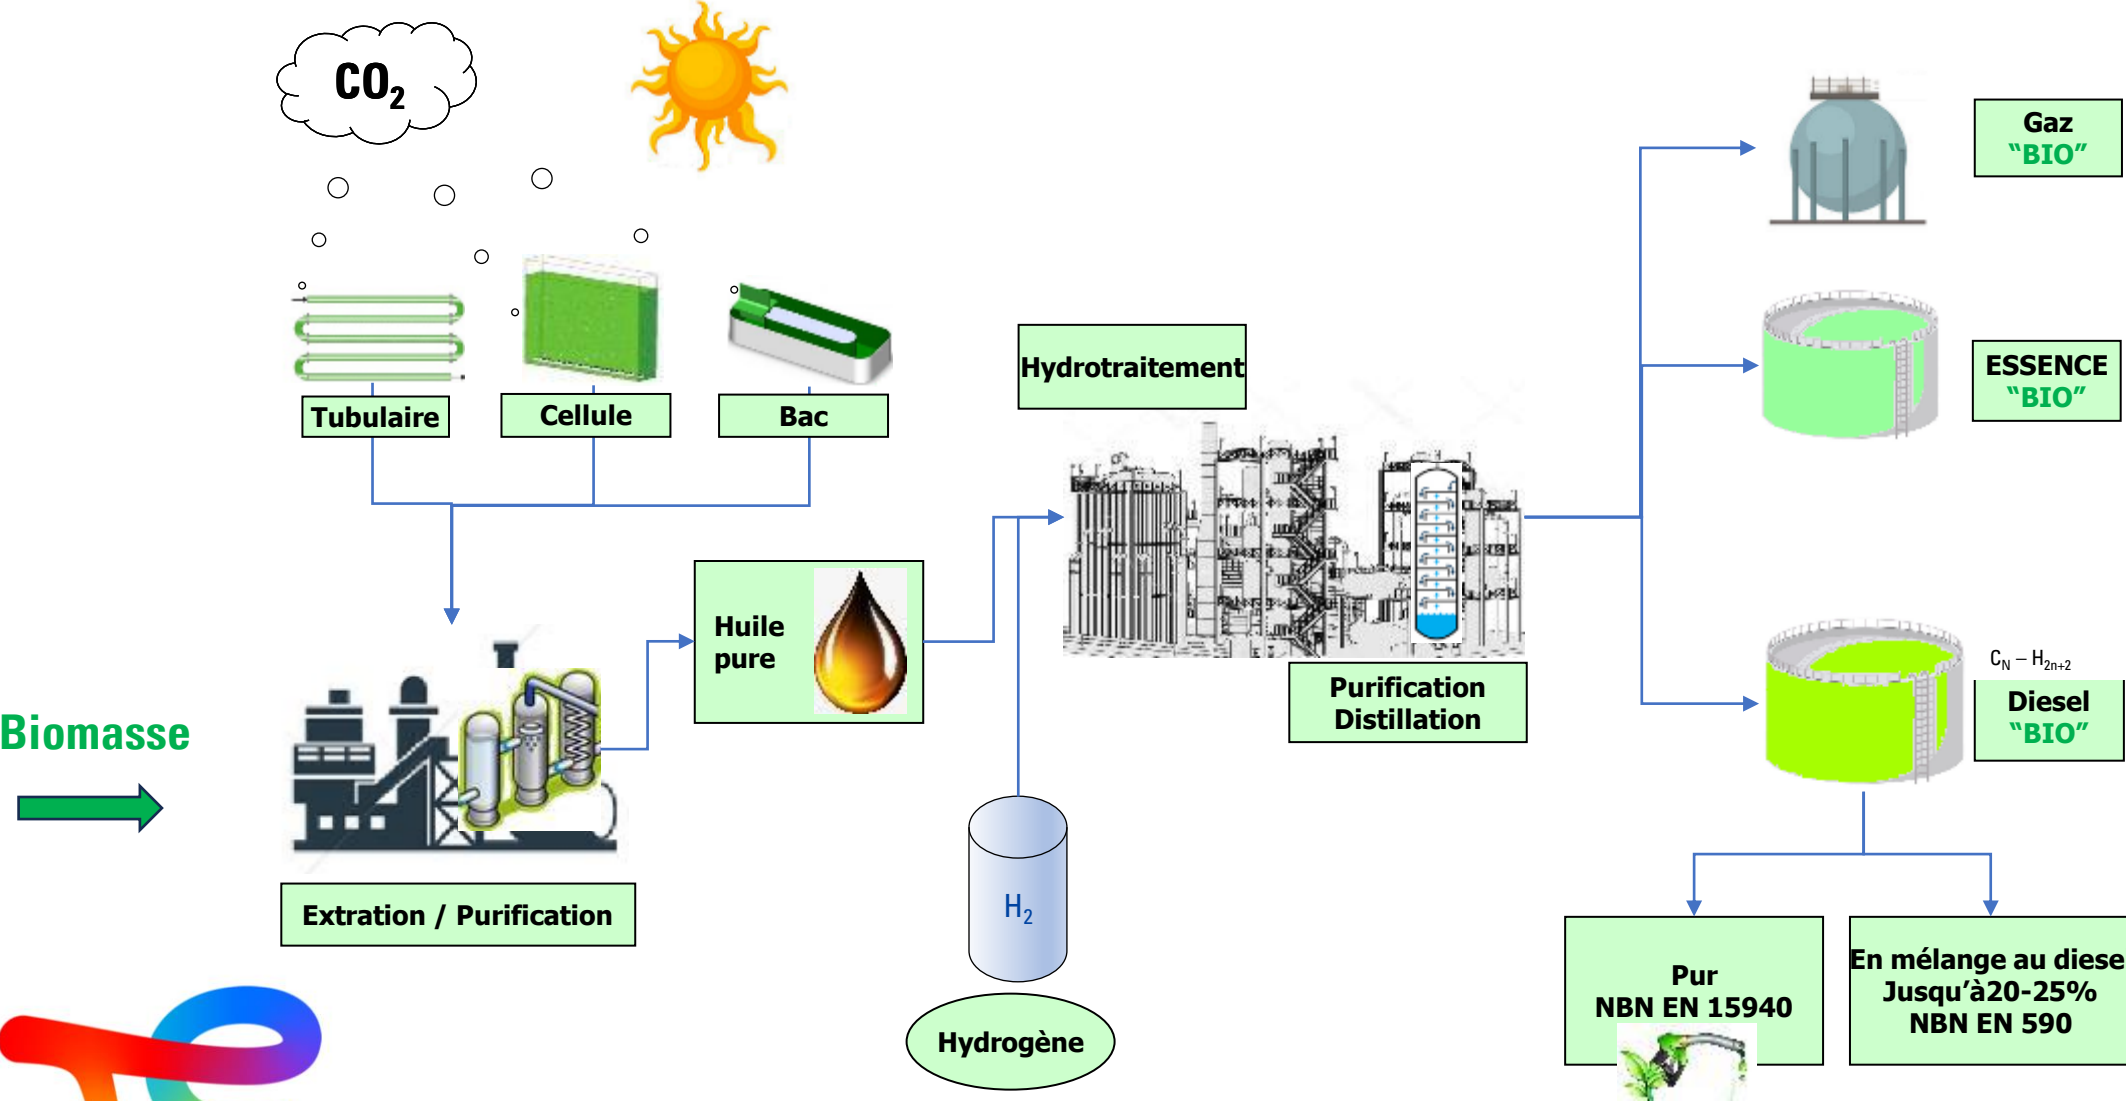 CO2
Gaz
“BIO”
ESSENCE
“BIO”
Hydrotraitement
Tubulaire
Cellule
Bac
Huile
pure
Purification
Distillation
CN – H2n+2
Diesel
“BIO”
Biomasse
H2
Extration / Purification
Hydrogène
Pur
NBN EN 15940
En mélange au diese
Jusqu’à20-25%
NBN EN 590